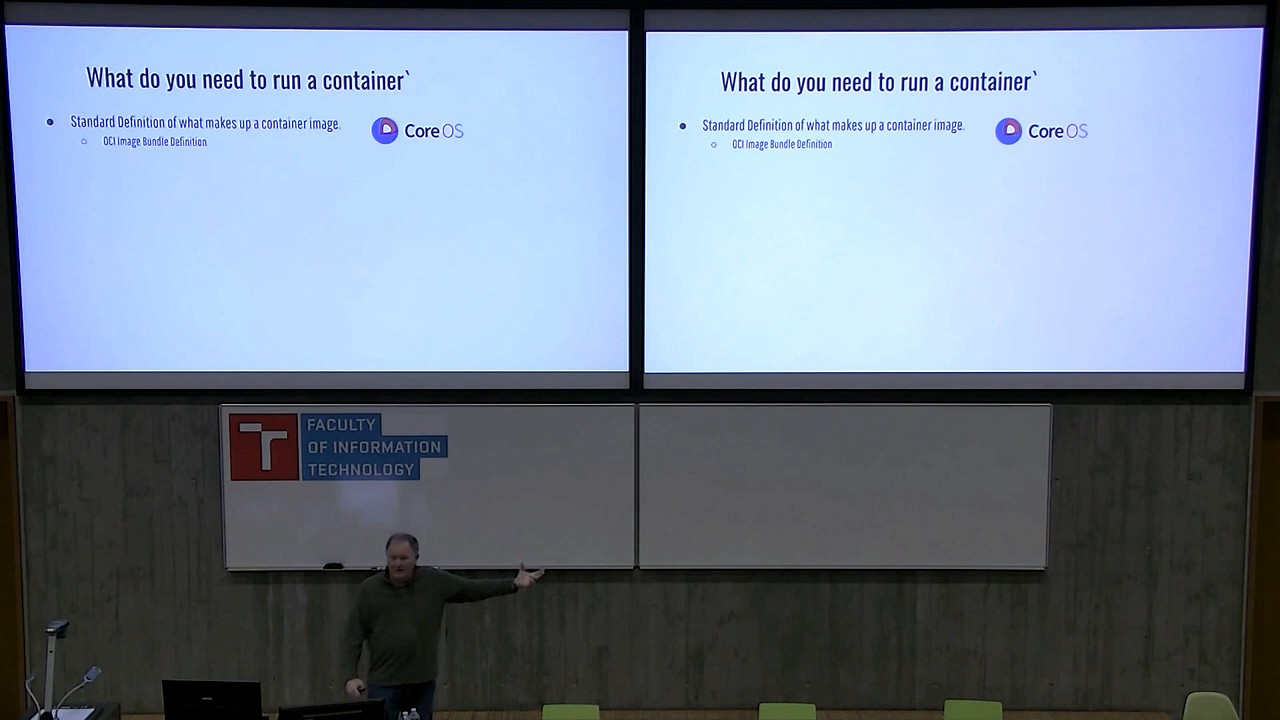 What do you need to run a container`
Standard Definition of what makes up a container image.
CoreOS
OCI Image Bundle Definition
What do you need to run a container`
Standard Definition of what makes up a container image.
CoreOS
OCI Image Bundle Definition
T
FACULTY
OF INFORMATION
TECHNOLOGY